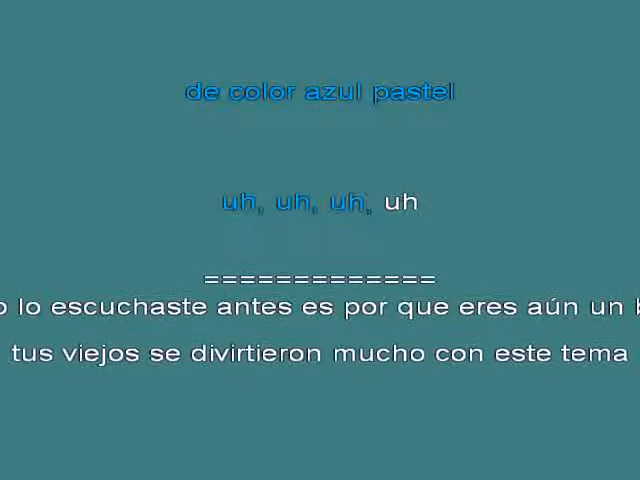 de color azul pastel
uh, uh, uh, uh
=============
lo escuchaste antes es por que eres aún un
tus viejos se divirtieron mucho con este tema